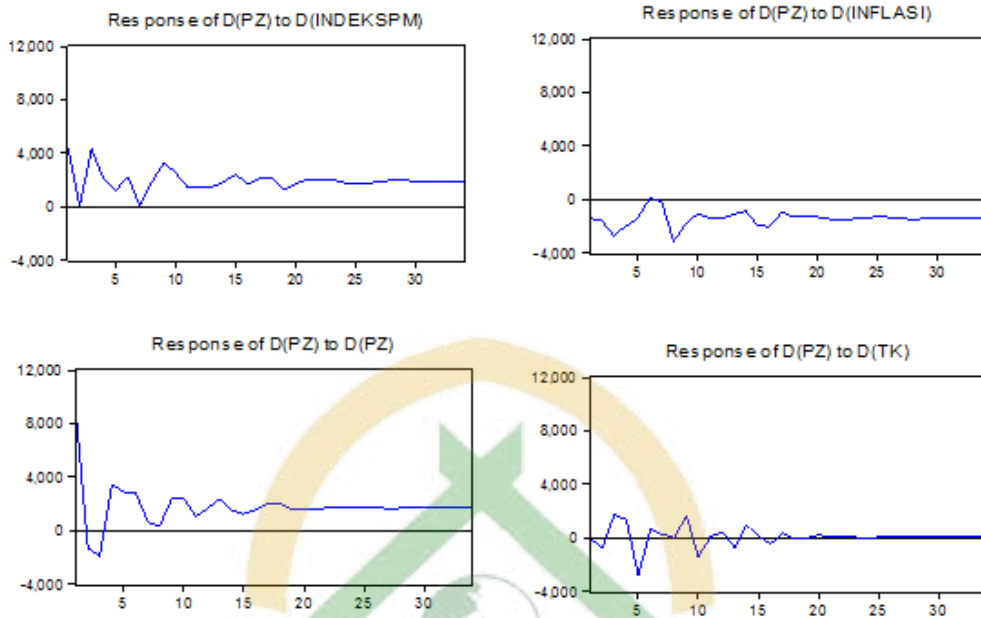 Response of D(PZ) to D(INDEKSPM)
12,000
8,000
4,000
0
-4,000
5 10 15 20 25 30
Response of D(PZ) to D(INFLASI)
12,000
8,000
4,000
0
-4,000
5 10 15 20 25 30
Response of D(PZ) to D(PZ)
12,000
8,000
4,000
0
-4,000
5 10 15 20 25 30
Response of D(PZ) to D(TK)
12,000
8,000
4,000
0
-4,000
5 10 15 20 25 30